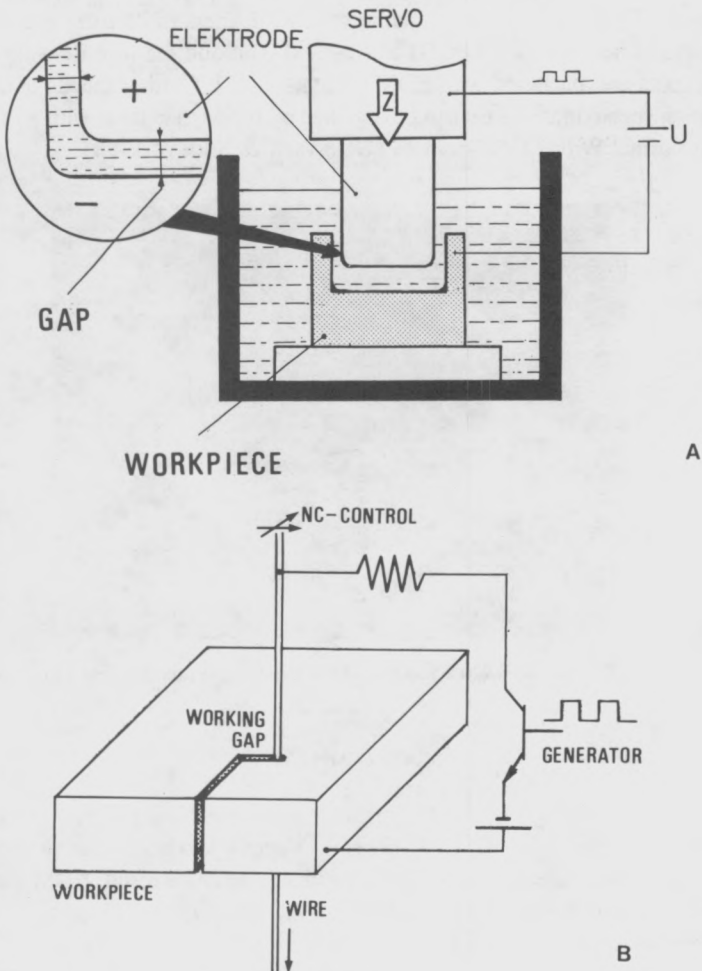 SERVO
ELEKTRODE
+
Z
U
−
GAP
WORKPIECE
A
NC-CONTROL
WORKING
GAP
GENERATOR
WORKPIECE
WIRE
B